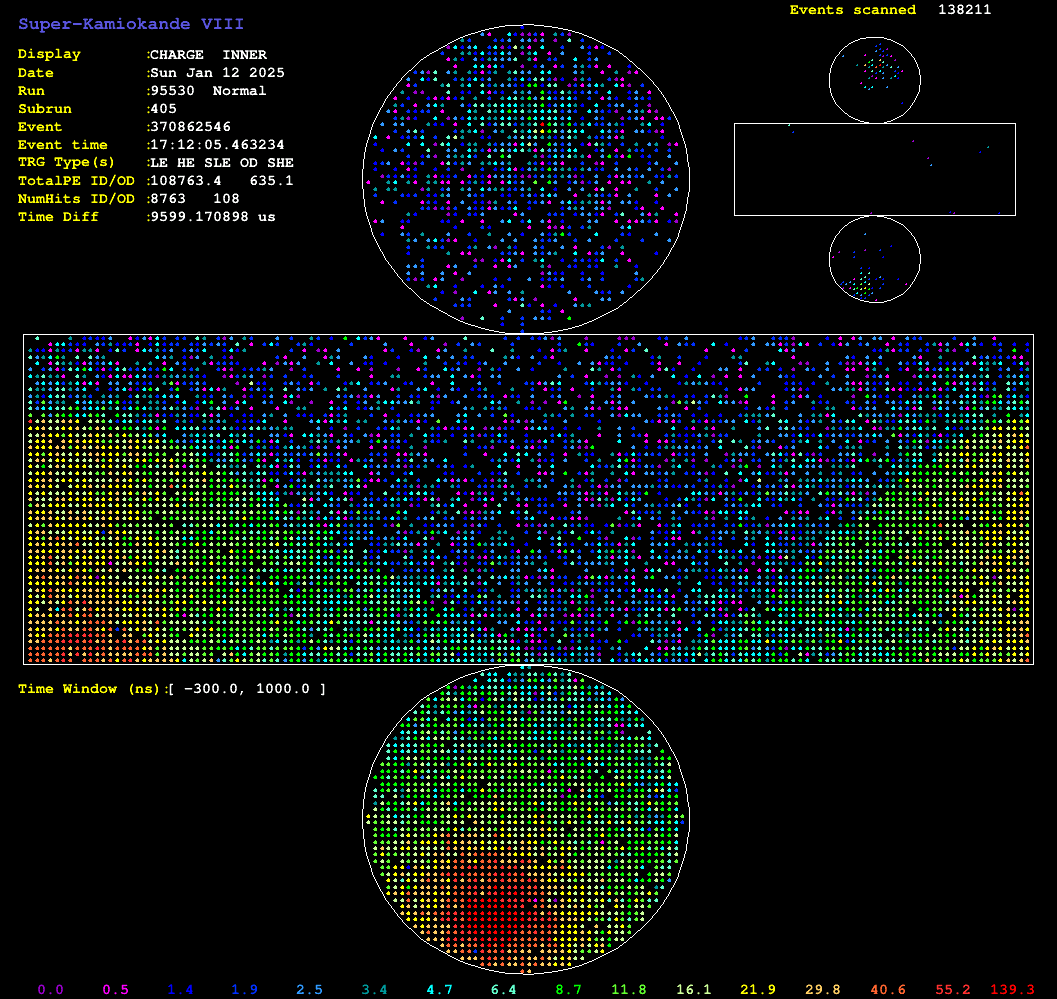 Super-Kamiokande VIII
Events scanned 138211
Display :CHARGE INNER
Date :Sun Jan 12 2025
Run :95530 Normal
Subrun :405
Event :370862546
Event time :17:12:05.463234
TRG Type(s) :LE HE SLE OD SHE
TotalPE ID/OD :108763.4 635.1
NumHits ID/OD :8763 108
Time Diff :9599.170898 us
Time Window (ns):[ -300.0, 1000.0 ]
0.0 0.5 1.4 1.9 2.5 3.4 4.7 6.4 8.7 11.8 16.1 21.9 29.8 40.6 55.2 139.3